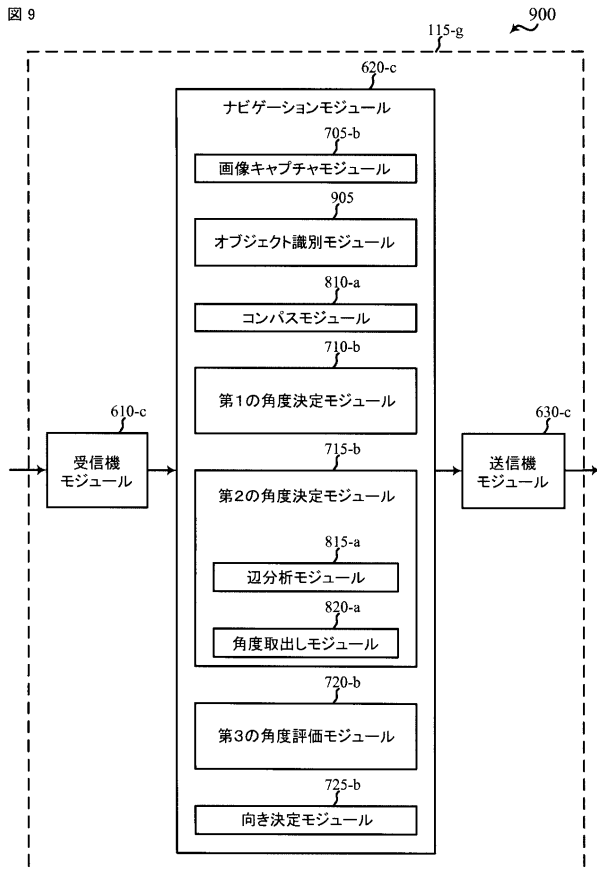 図 9
900
115-g
620-c
ナビゲーションモジュール
705-b
画像キャプチャモジュール
905
オブジェクト識別モジュール
810-a
コンパスモジュール
710-b
第1の角度決定モジュール
610-c
受信機
モジュール
715-b
第2の角度決定モジュール
815-a
辺分析モジュール
820-a
角度取出しモジュール
630-c
送信機
モジュール
720-b
第3の角度評価モジュール
725-b
向き決定モジュール